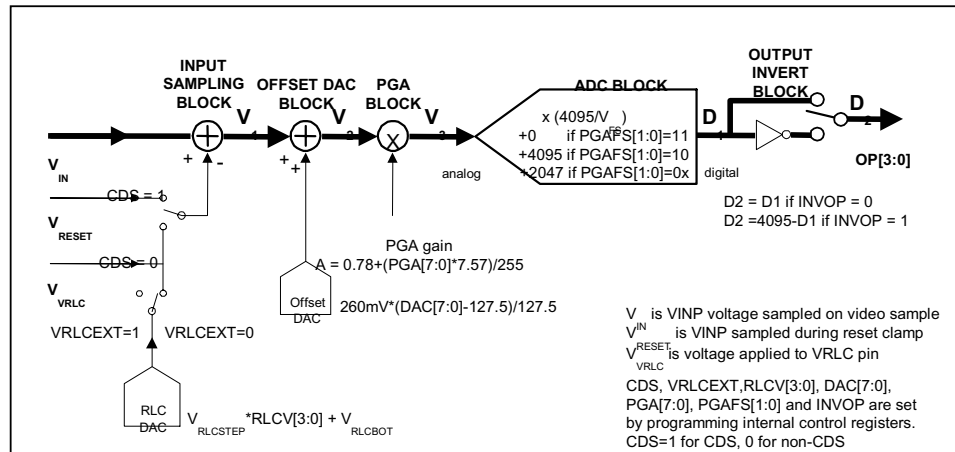 INPUT
SAMPLING
BLOCK
OFFSET DAC
BLOCK
PGA
BLOCK
ADC BLOCK
OUTPUT
INVERT
BLOCK
V 1
V 2
V 3
x (4095/V FS )
+0 if PGAFS[1:0]=11
+4095 if PGAFS[1:0]=10
+2047 if PGAFS[1:0]=0x
D 1
D 2
+ -
+
+
X
analog
digital
OP[3:0]
V IN
CDS = 1
V RESET
CDS = 0
V VRLC
VRLCEXT=1 VRLCEXT=0
D2 = D1 if INVOP = 0
D2 =4095-D1 if INVOP = 1
PGA gain
A = 0.78+(PGA[7:0]*7.57)/255
Offset
DAC
260mV*(DAC[7:0]-127.5)/127.5
RLC
DAC
V RLCSTEP *RLCV[3:0] + V RLCBOT
V IN is VINP voltage sampled on video sample
V RESET is VINP sampled during reset clamp
V VRLC is voltage applied to VRLC pin
CDS, VRLCEXT,RLCV[3:0], DAC[7:0],
PGA[7:0], PGAFS[1:0] and INVOP are set
by programming internal control registers.
CDS=1 for CDS, 0 for non-CDS